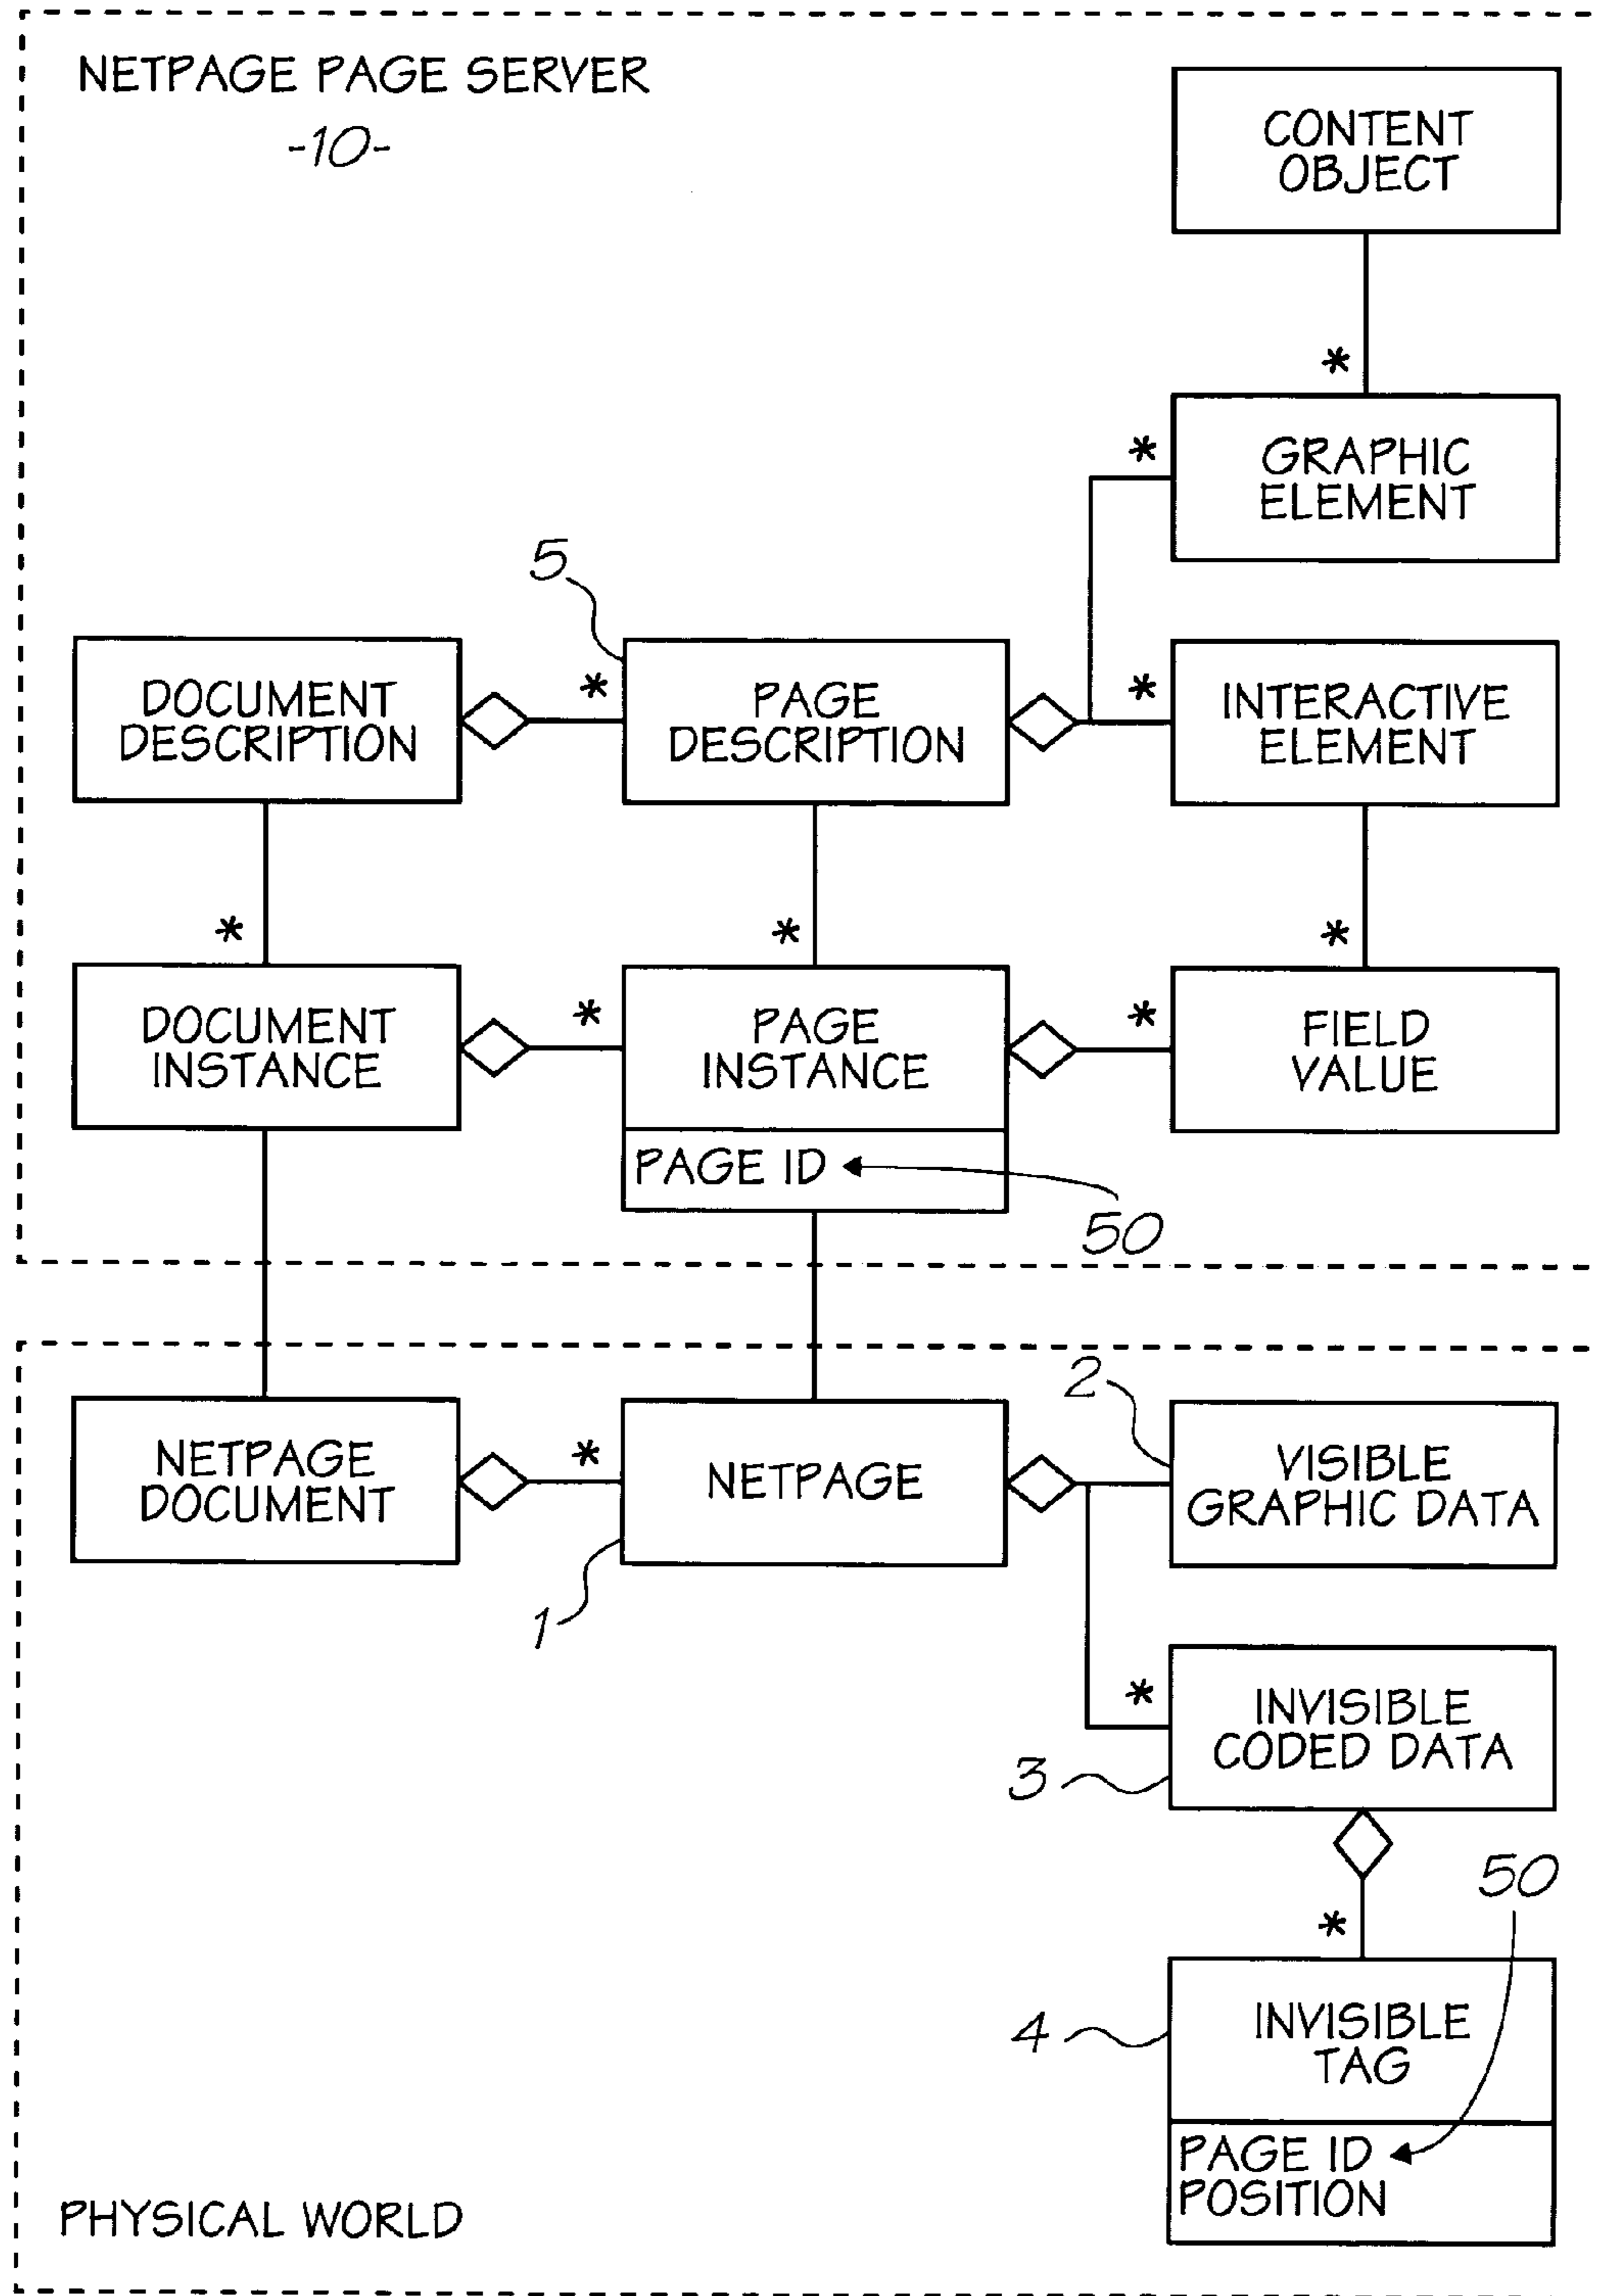 NETPAGE PAGE SERVER
-10-
CONTENT
OBJECT
*
*
GRAPHIC
ELEMENT
5
DOCUMENT
DESCRIPTION
*
PAGE
DESCRIPTION
*
INTERACTIVE
ELEMENT
*
*
*
DOCUMENT
INSTANCE
*
PAGE
INSTANCE
*
FIELD
VALUE
PAGE ID
50
NETPAGE
DOCUMENT
*
NETPAGE
1
2
VISIBLE
GRAPHIC DATA
*
INVISIBLE
CODED DATA
3
50
*
4
INVISIBLE
TAG
PAGE ID
POSITION
PHYSICAL WORLD